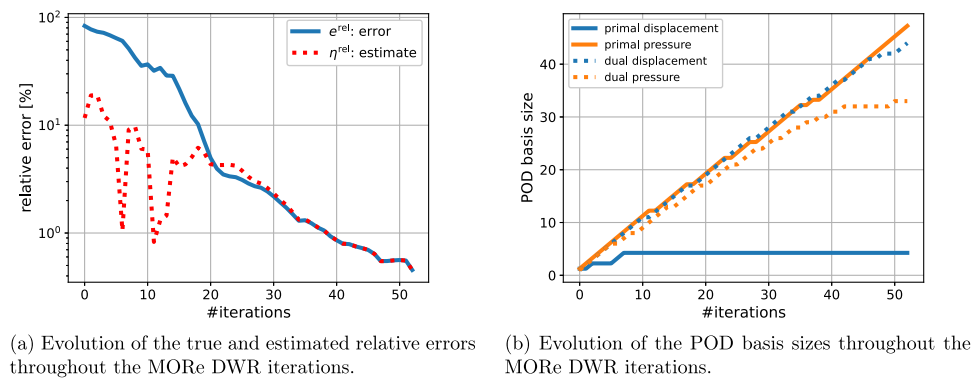 10²
10¹
10⁰
relative error [%]
eʳᵉˡ: error
ηʳᵉˡ: estimate
0 10 20 30 40 50
#iterations
(a) Evolution of the true and estimated relative errors
throughout the MORe DWR iterations.
40
30
20
10
0
POD basis size
primal displacement
primal pressure
dual displacement
dual pressure
0 10 20 30 40 50
#iterations
(b) Evolution of the POD basis sizes throughout the
MORe DWR iterations.